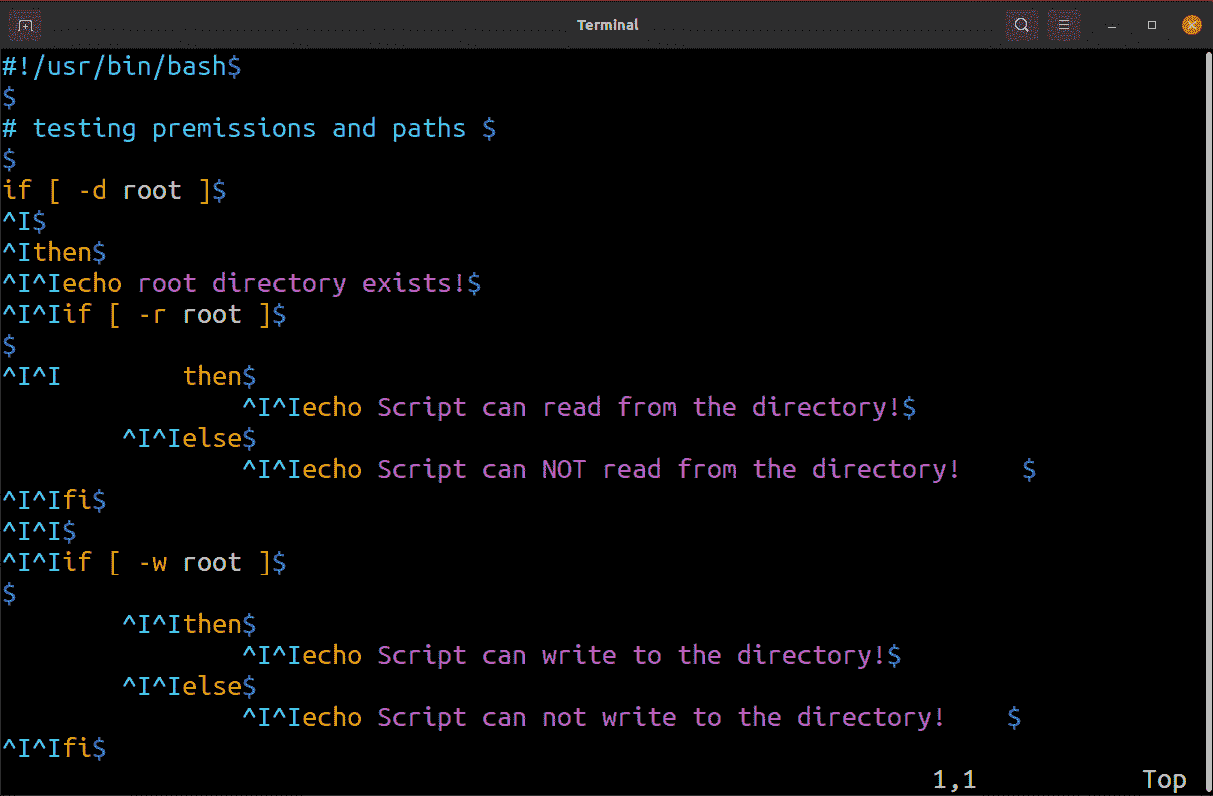 Terminal
#!/usr/bin/bash$
$
# testing premissions and paths $
$
if [ -d root ]$
^I$
^Ithen$
^I^Iecho root directory exists!$
^I^Iif [ -r root ]$
$
^I^I        then$
                ^I^Iecho Script can read from the directory!$
        ^I^Ielse$
                ^I^Iecho Script can NOT read from the directory!    $
^I^Ifi$
^I^I$
^I^Iif [ -w root ]$
$
        ^I^Ithen$
                ^I^Iecho Script can write to the directory!$
        ^I^Ielse$
                ^I^Iecho Script can not write to the directory!    $
^I^Ifi$
1,1 Top